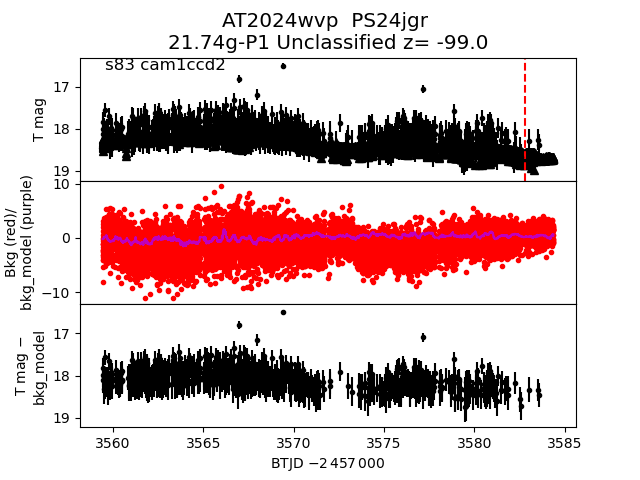 AT2024wvp  PS24jgr
21.74g-P1 Unclassified z= -99.0
s83 cam1ccd2
T mag
17
18
19
Bkg (red)/
bkg_model (purple)
10
0
−10
T mag −
bkg_model
17
18
19
3560 3565 3570 3575 3580 3585
BTJD −2 457 000